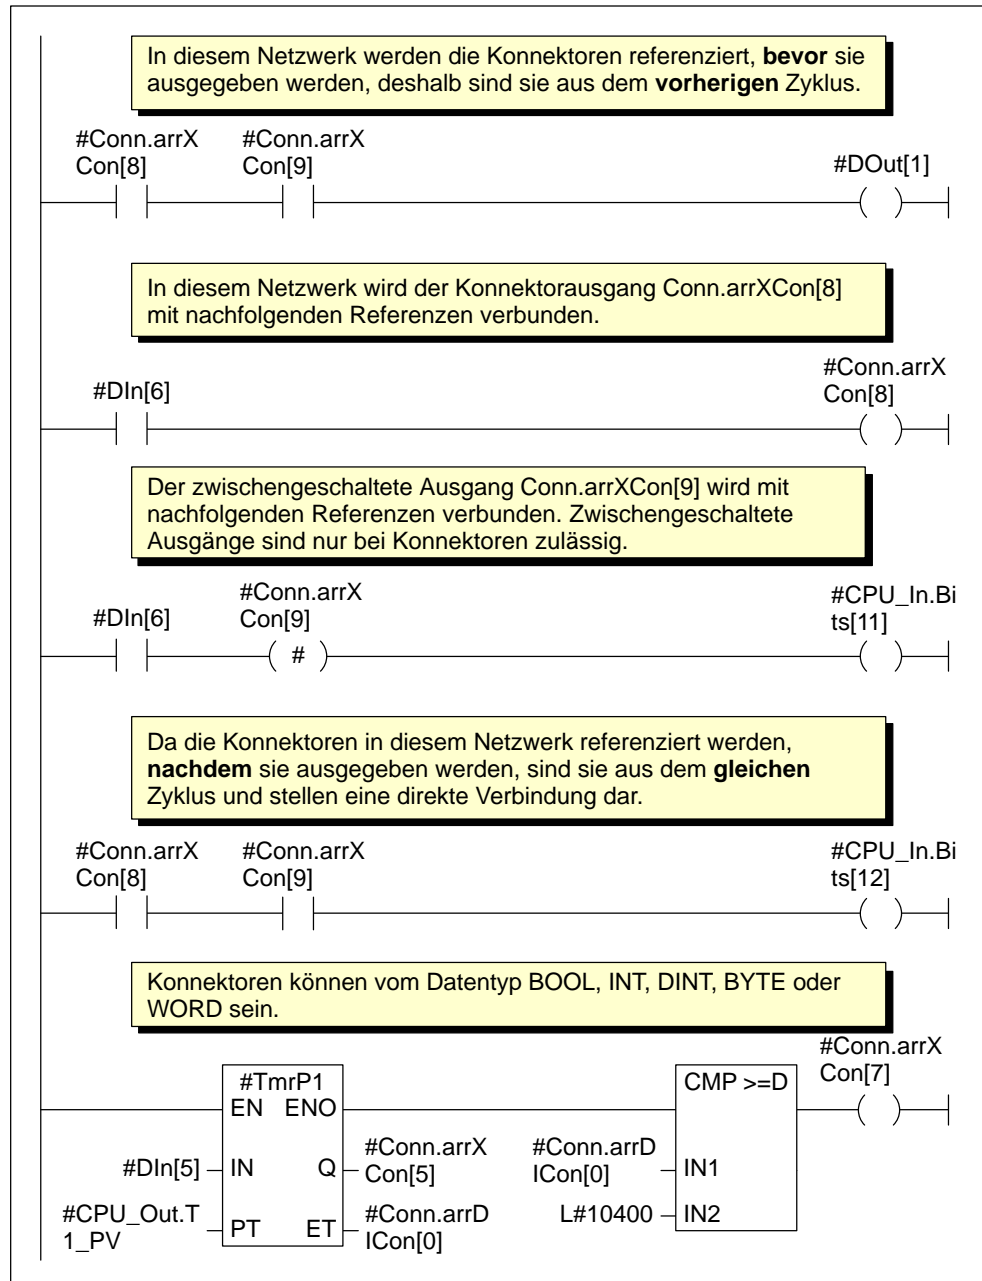 In diesem Netzwerk werden die Konnektoren referenziert, bevor sie
ausgegeben werden, deshalb sind sie aus dem vorherigen Zyklus.
#Conn.arrX #Conn.arrX
Con[8] Con[9] #DOut[1]
In diesem Netzwerk wird der Konnektorausgang Conn.arrXCon[8]
mit nachfolgenden Referenzen verbunden.
#Conn.arrX
#DIn[6] Con[8]
Der zwischengeschaltete Ausgang Conn.arrXCon[9] wird mit
nachfolgenden Referenzen verbunden. Zwischengeschaltete
Ausgänge sind nur bei Konnektoren zulässig.
#Conn.arrX #CPU_In.Bi
#DIn[6] Con[9] ts[11]
#
Da die Konnektoren in diesem Netzwerk referenziert werden,
nachdem sie ausgegeben werden, sind sie aus dem gleichen
Zyklus und stellen eine direkte Verbindung dar.
#Conn.arrX #Conn.arrX #CPU_In.Bi
Con[8] Con[9] ts[12]
Konnektoren können vom Datentyp BOOL, INT, DINT, BYTE oder
WORD sein.
#Conn.arrX
#TmrP1 CMP >=D Con[7]
EN ENO
#Conn.arrX #Conn.arrD
#DIn[5] IN Q Con[5] ICon[0] IN1
#CPU_Out.T #Conn.arrD L#10400 IN2
1_PV PT ET ICon[0]